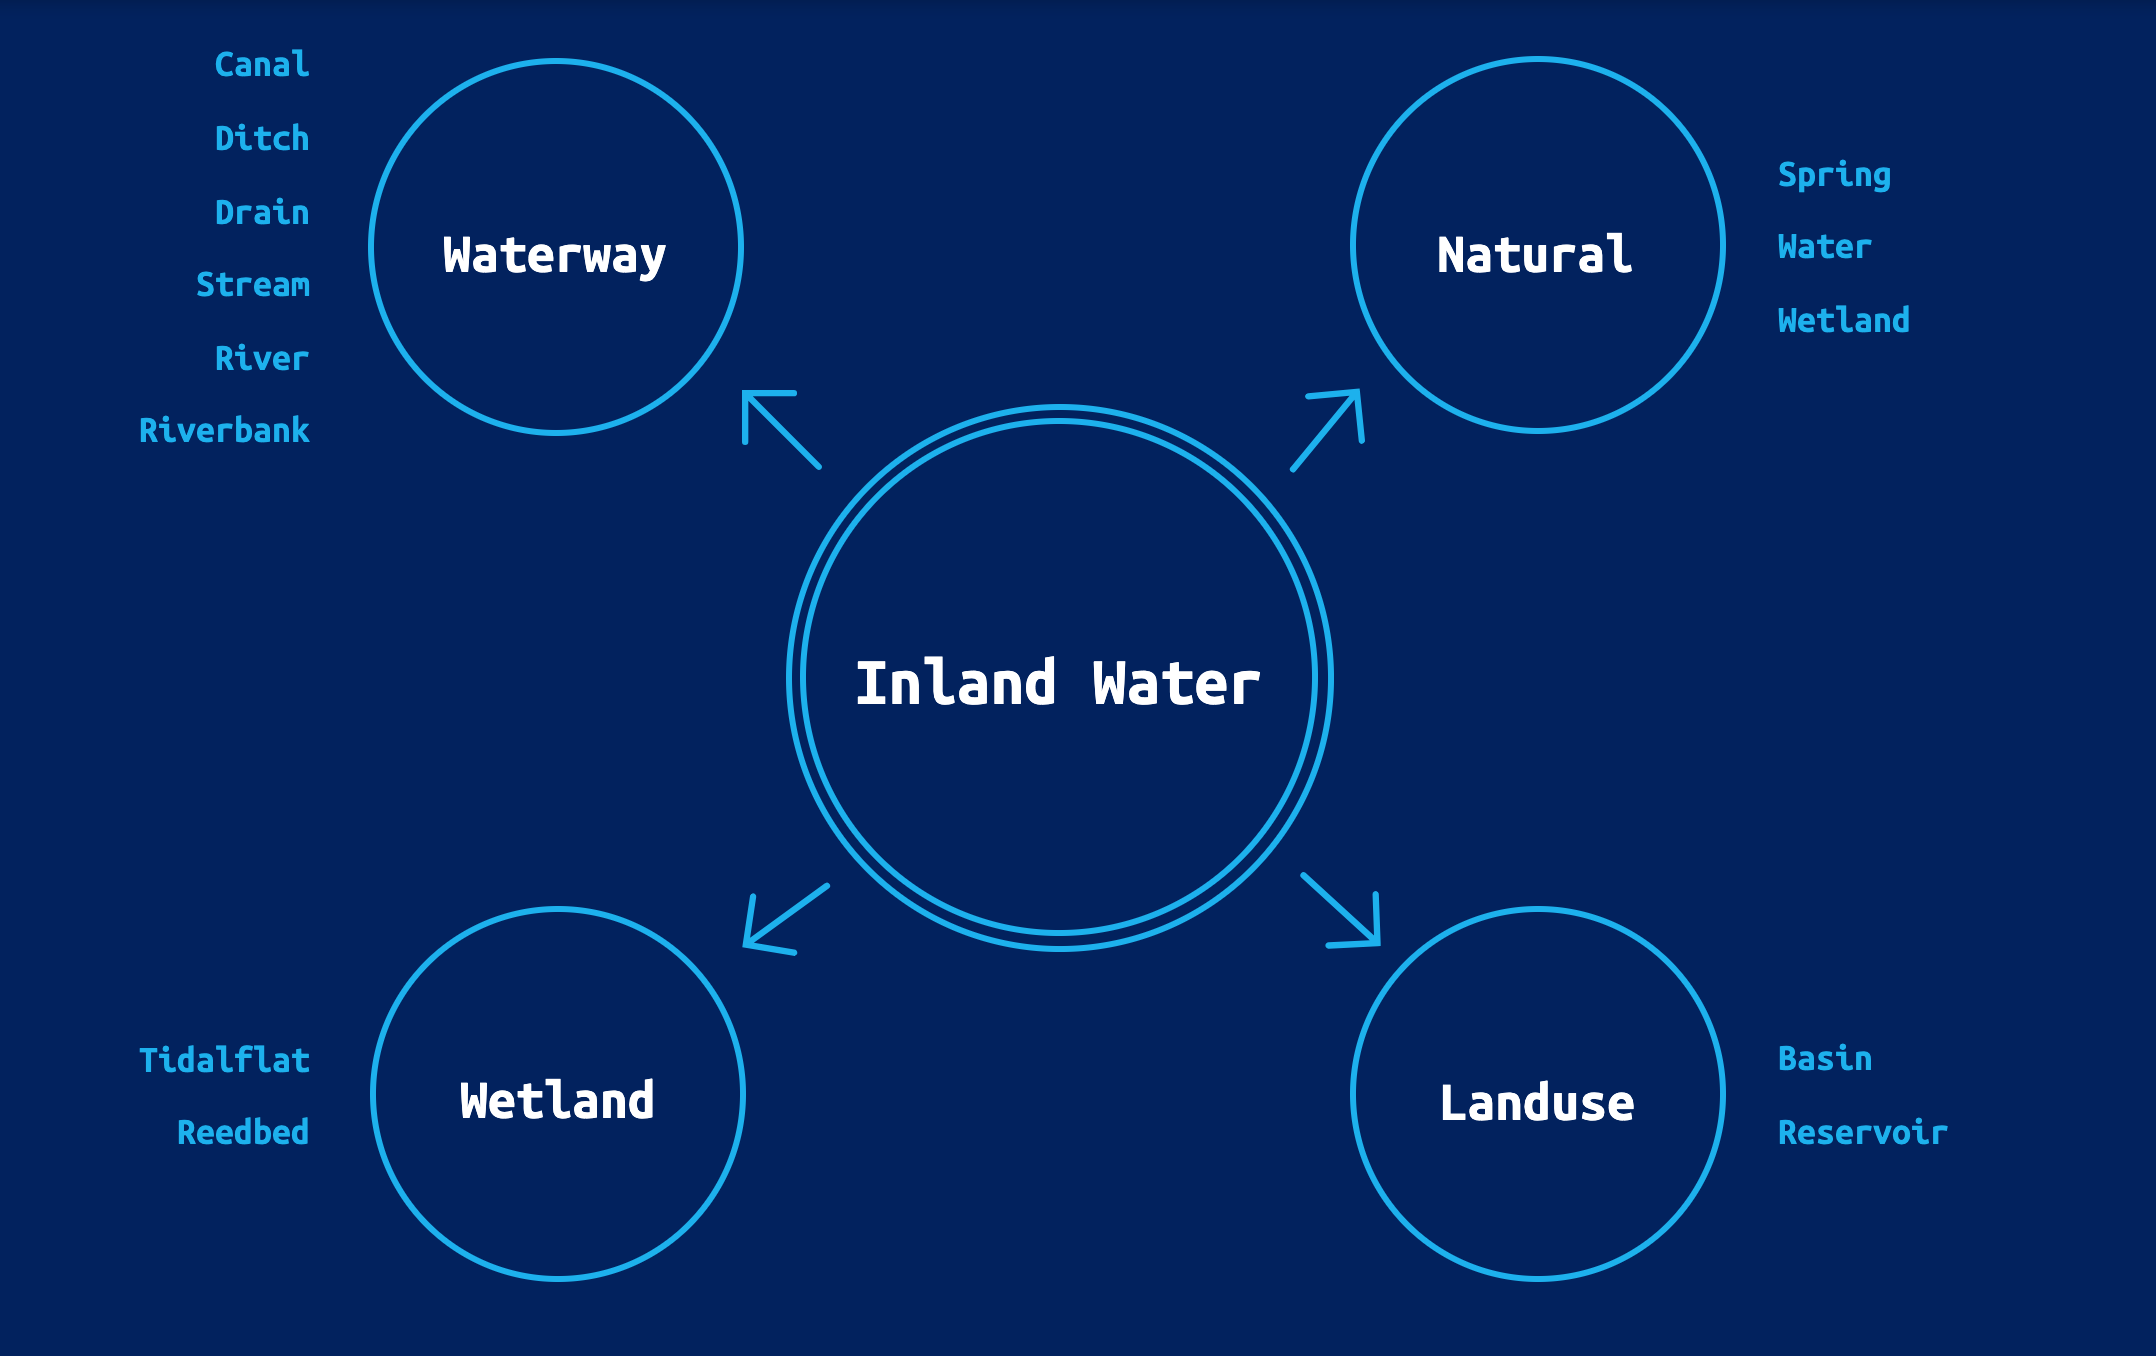 Canal
Ditch
Drain
Stream
River
Riverbank
Waterway
Natural
Spring
Water
Wetland
Inland Water
Tidalflat
Reedbed
Wetland
Landuse
Basin
Reservoir